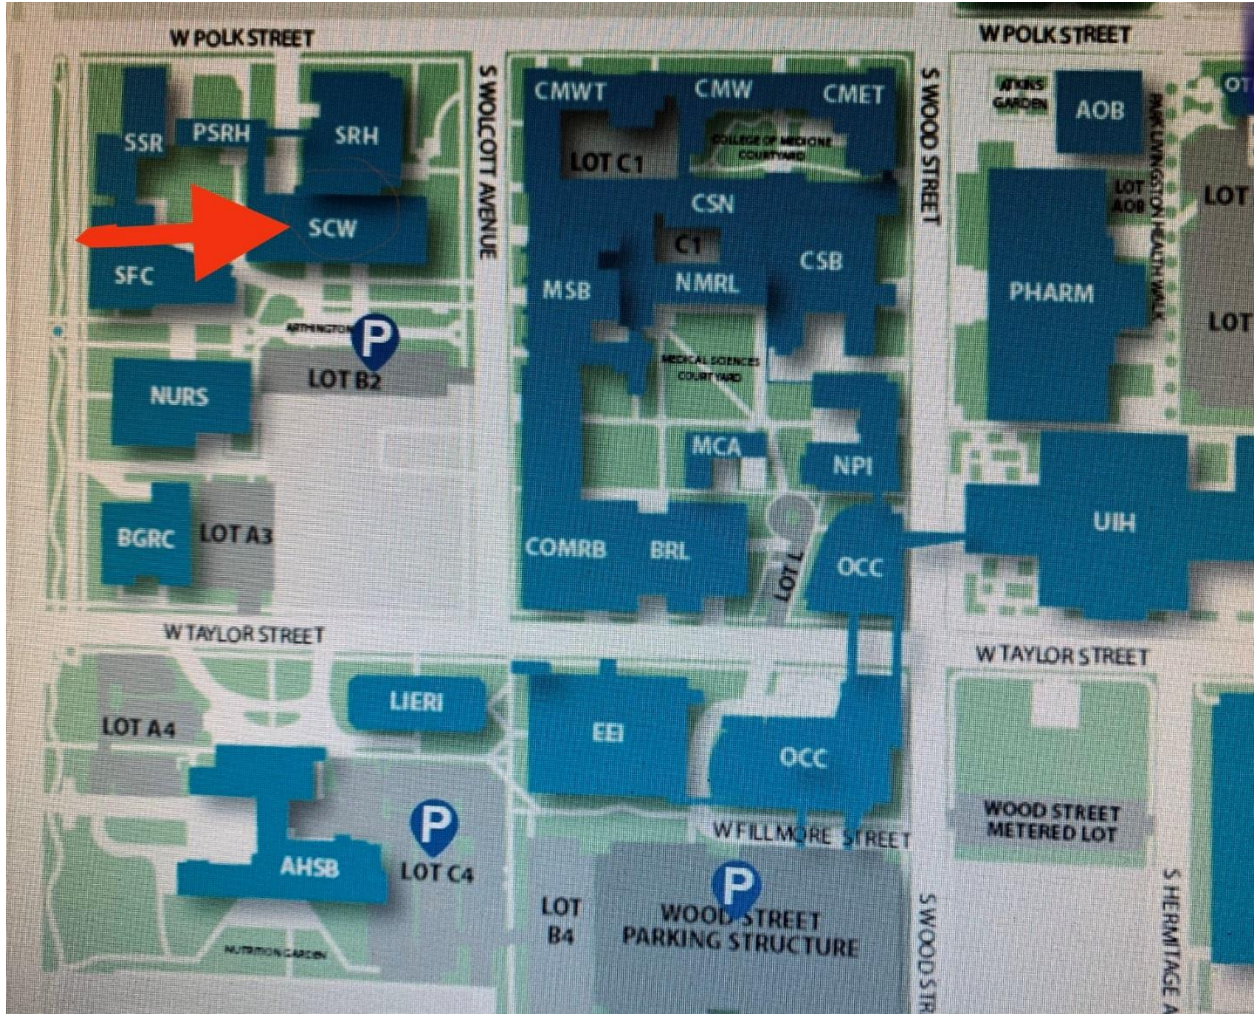 W POLK STREET
W POLK STREET
SSR
PSRH
SRH
SCW
SFC
S WOLCOTT AVENUE
CMWT
CMW
CMET
COLLEGE OF MEDICINE
COURTYARD
LOT C1
CSN
C1
CSB
MSB
NMRL
S WOOD STREET
ATKINS
GARDEN
AOB
LOT
AOB
LOT
PHARM
LOT
ARTHINGTON
P
LOT B2
NURS
MEDICAL SCIENCES
COURTYARD
MCA
NPI
BGRC
LOT A3
COMRB
BRL
LOT L
OCC
UIH
W TAYLOR STREET
W TAYLOR STREET
LOT A4
LIERI
EEI
OCC
AHSB
P
LOT C4
NUTRITION GARDEN
W FILLMORE STREET
LOT
B4
P
WOOD STREET
PARKING STRUCTURE
WOOD STREET
METERED LOT
S WOOD STR
S HERMITAGE A